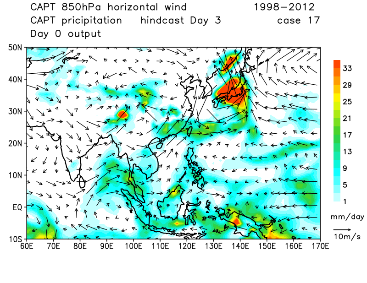 CAPT 850hPa horizontal wind 1998-2012
CAPT pricipitation hindcast Day 3 case 17
Day 0 output
50N
40N
30N
20N
10N
EQ
10S
60E 70E 80E 90E 100E 110E 120E 130E 140E 150E 160E 170E
33
29
25
21
17
13
9
5
1
mm/day
10m/s